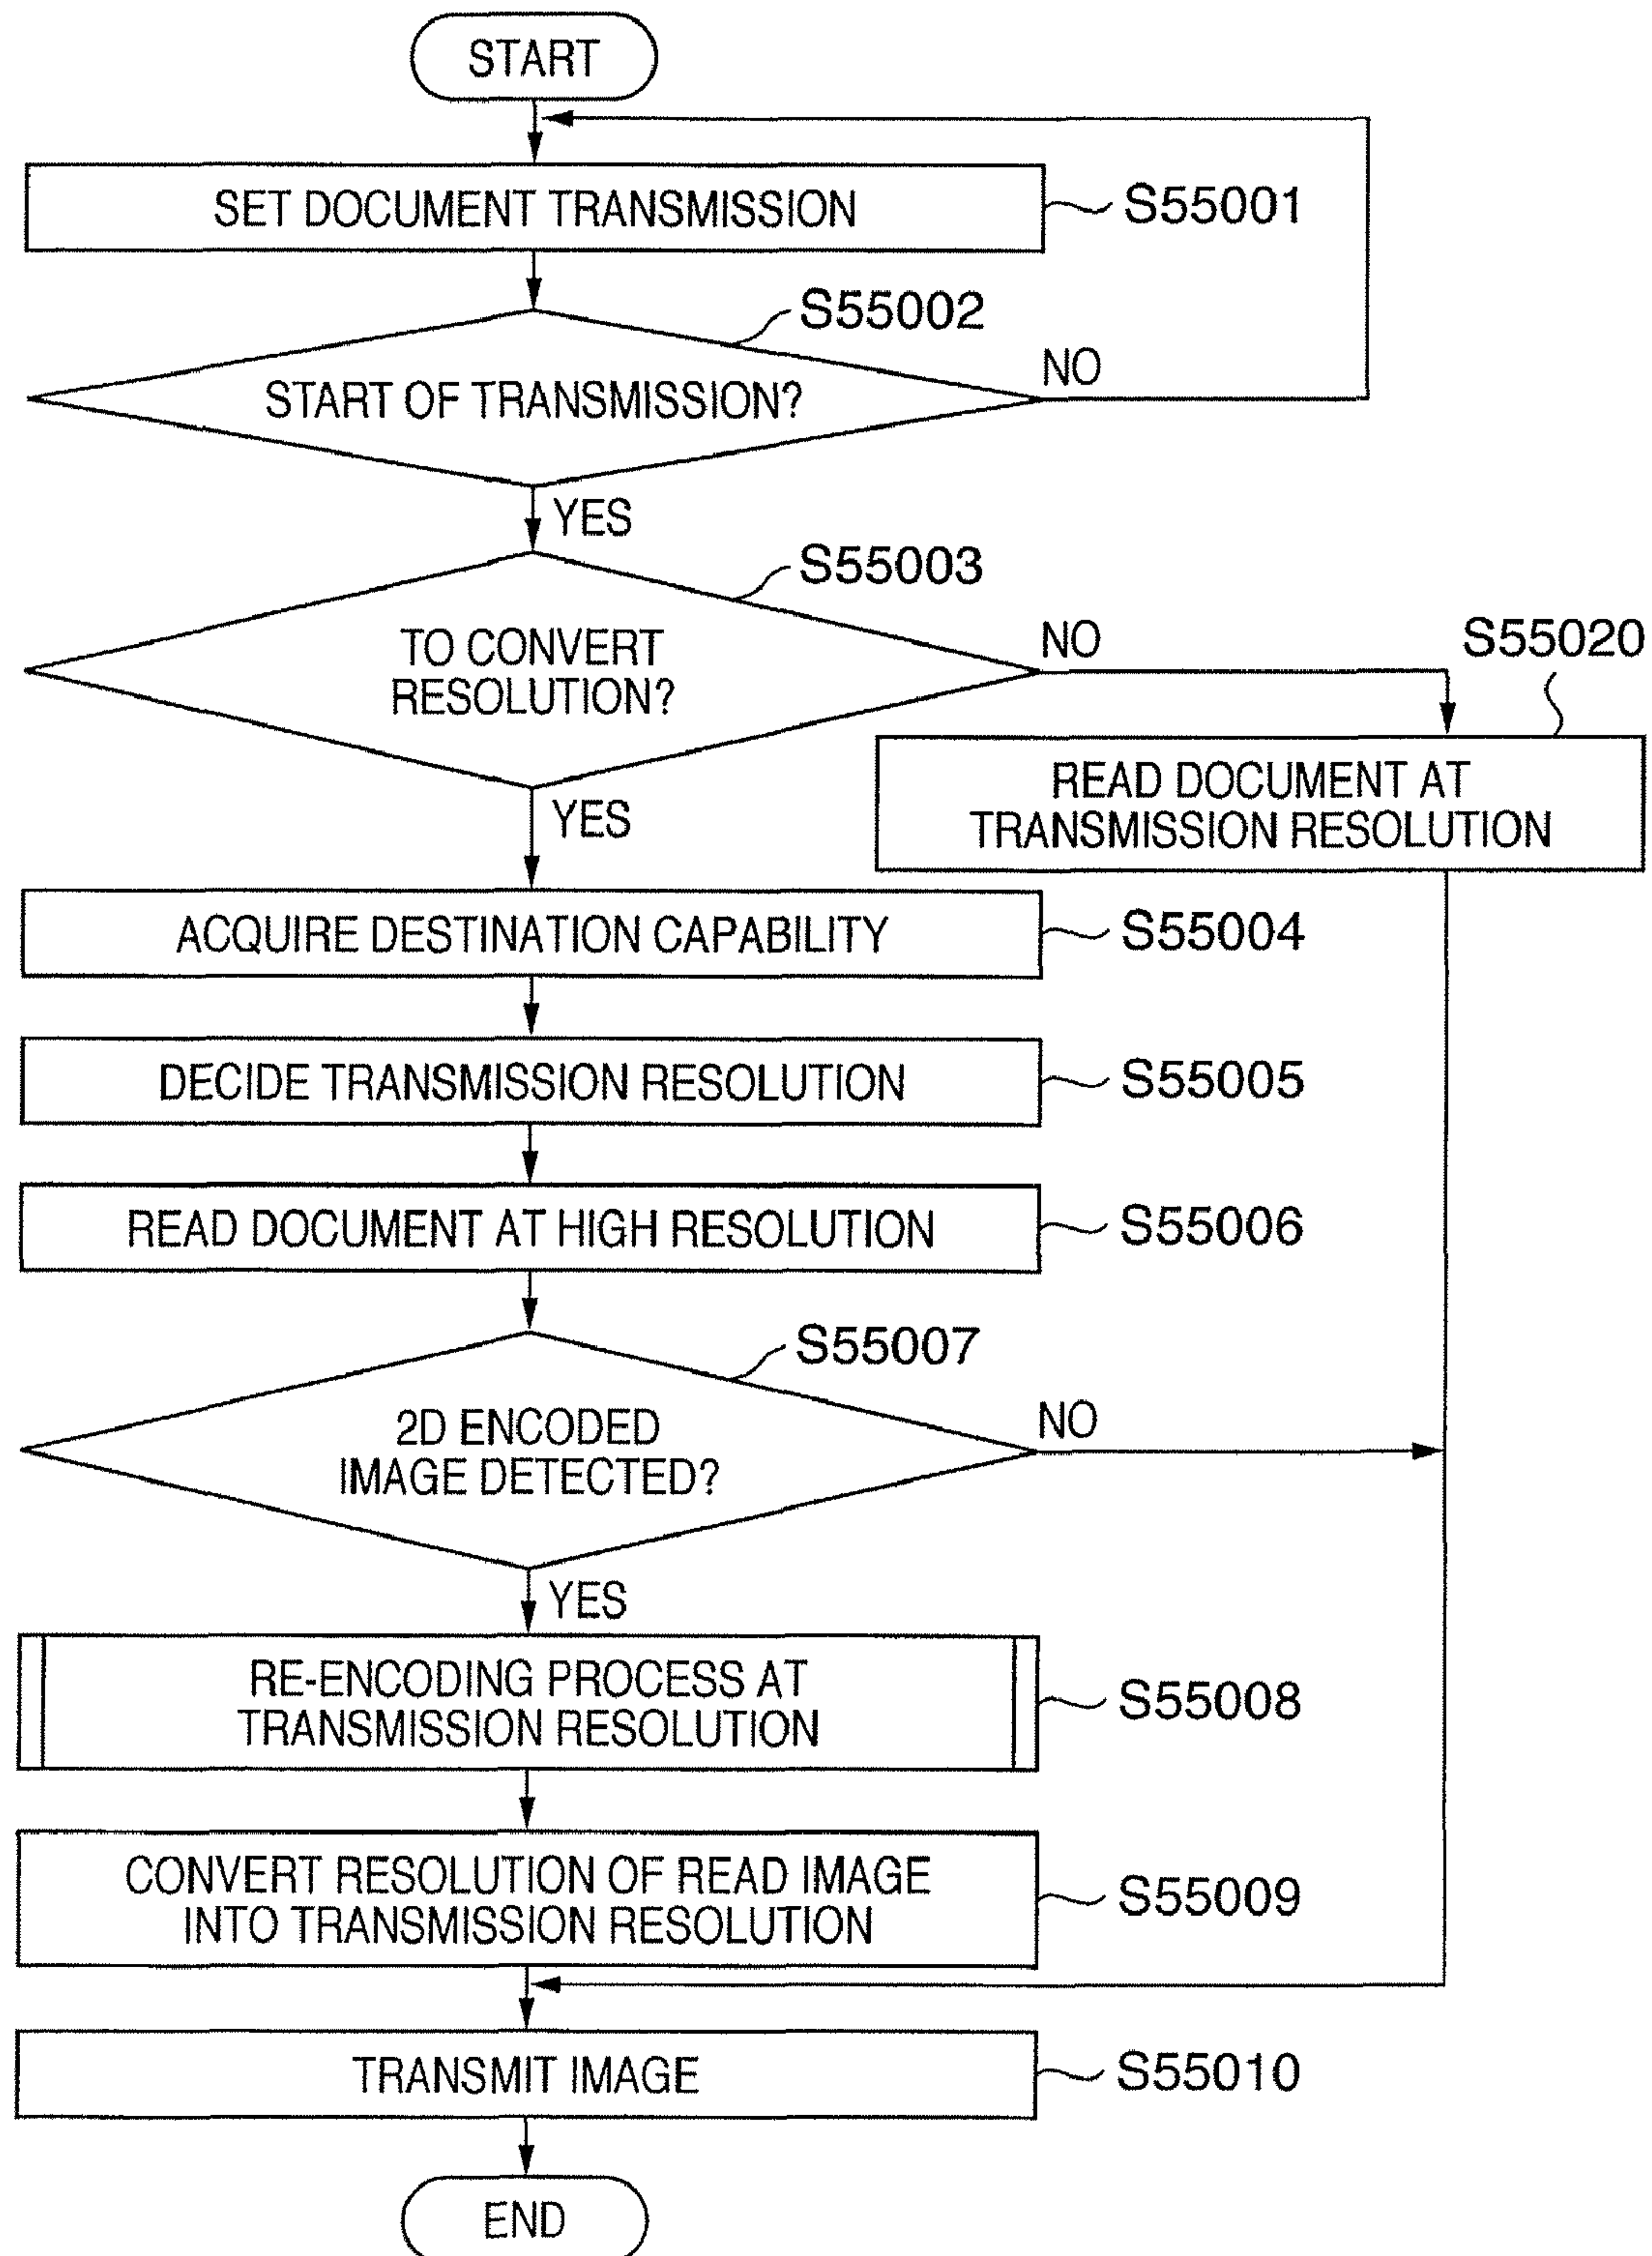 START
SET DOCUMENT TRANSMISSION
S55001
S55002
START OF TRANSMISSION?
NO
YES
S55003
TO CONVERT
RESOLUTION?
NO
S55020
READ DOCUMENT AT
TRANSMISSION RESOLUTION
YES
ACQUIRE DESTINATION CAPABILITY
S55004
DECIDE TRANSMISSION RESOLUTION
S55005
READ DOCUMENT AT HIGH RESOLUTION
S55006
S55007
2D ENCODED
IMAGE DETECTED?
NO
YES
RE-ENCODING PROCESS AT
TRANSMISSION RESOLUTION
S55008
CONVERT RESOLUTION OF READ IMAGE
INTO TRANSMISSION RESOLUTION
S55009
TRANSMIT IMAGE
S55010
END